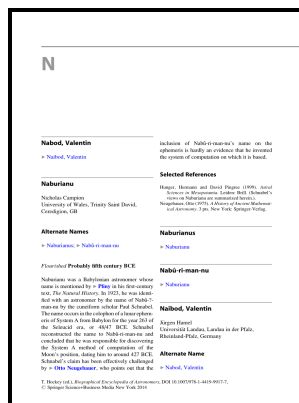 N
Nabod, Valentin
▶ Naibod, Valentin
Naburianu
Nicholas Campion
University of Wales, Trinity Saint David,
Ceredigion, GB
Alternate Names
▶ Naburianus; ▶ Nabû-ri-man-nu
Flourished Probably fifth century BCE
Naburianu was a Babylonian astronomer whose
name is mentioned by ▶ Pliny in his first-century
text, The Natural History. In 1923, he was identi-
fied with an astronomer by the name of Nabû-?-
man-nu by the cuneiform scholar Paul Schnabel.
The name occurs in the colophon of a lunar-ephem-
eris of System A from Babylon for the year 263 of
the Seleucid era, or 48/47 BCE. Schnabel
reconstructed the name to Nabû-ri-man-nu and
concluded that he was responsible for discovering
the System A method of computation of the
Moon's position, dating him to around 427 BCE.
Schnabel's claim has been effectively challenged
by ▶ Otto Neugebauer, who points out that the
inclusion of Nabû-ri-man-nu's name on the
ephemeris is hardly an evidence that he invented
the system of computation on which it is based.
Selected References
Hunger, Hermann and David Pingree (1999). Astral
Sciences in Mesopotamia. Leiden: Brill. (Schnabel's
views on Naburianu are summarized herein.).
Neugebauer, Otto (1975). A History of Ancient Mathemat-
ical Astronomy. 3 pts. New York: Springer-Verlag.
Naburianus
▶ Naburianu
Nabû-ri-man-nu
▶ Naburianu
Naibod, Valentin
Jürgen Hamel
Universität Landau, Landau in der Pfalz,
Rheinland-Pfalz, Germany
Alternate Name
▶ Nabod, Valentin
T. Hockey (ed.), Biographical Encyclopedia of Astronomers, DOI 10.1007/978-1-4419-9917-7,
© Springer Science+Business Media New York 2014